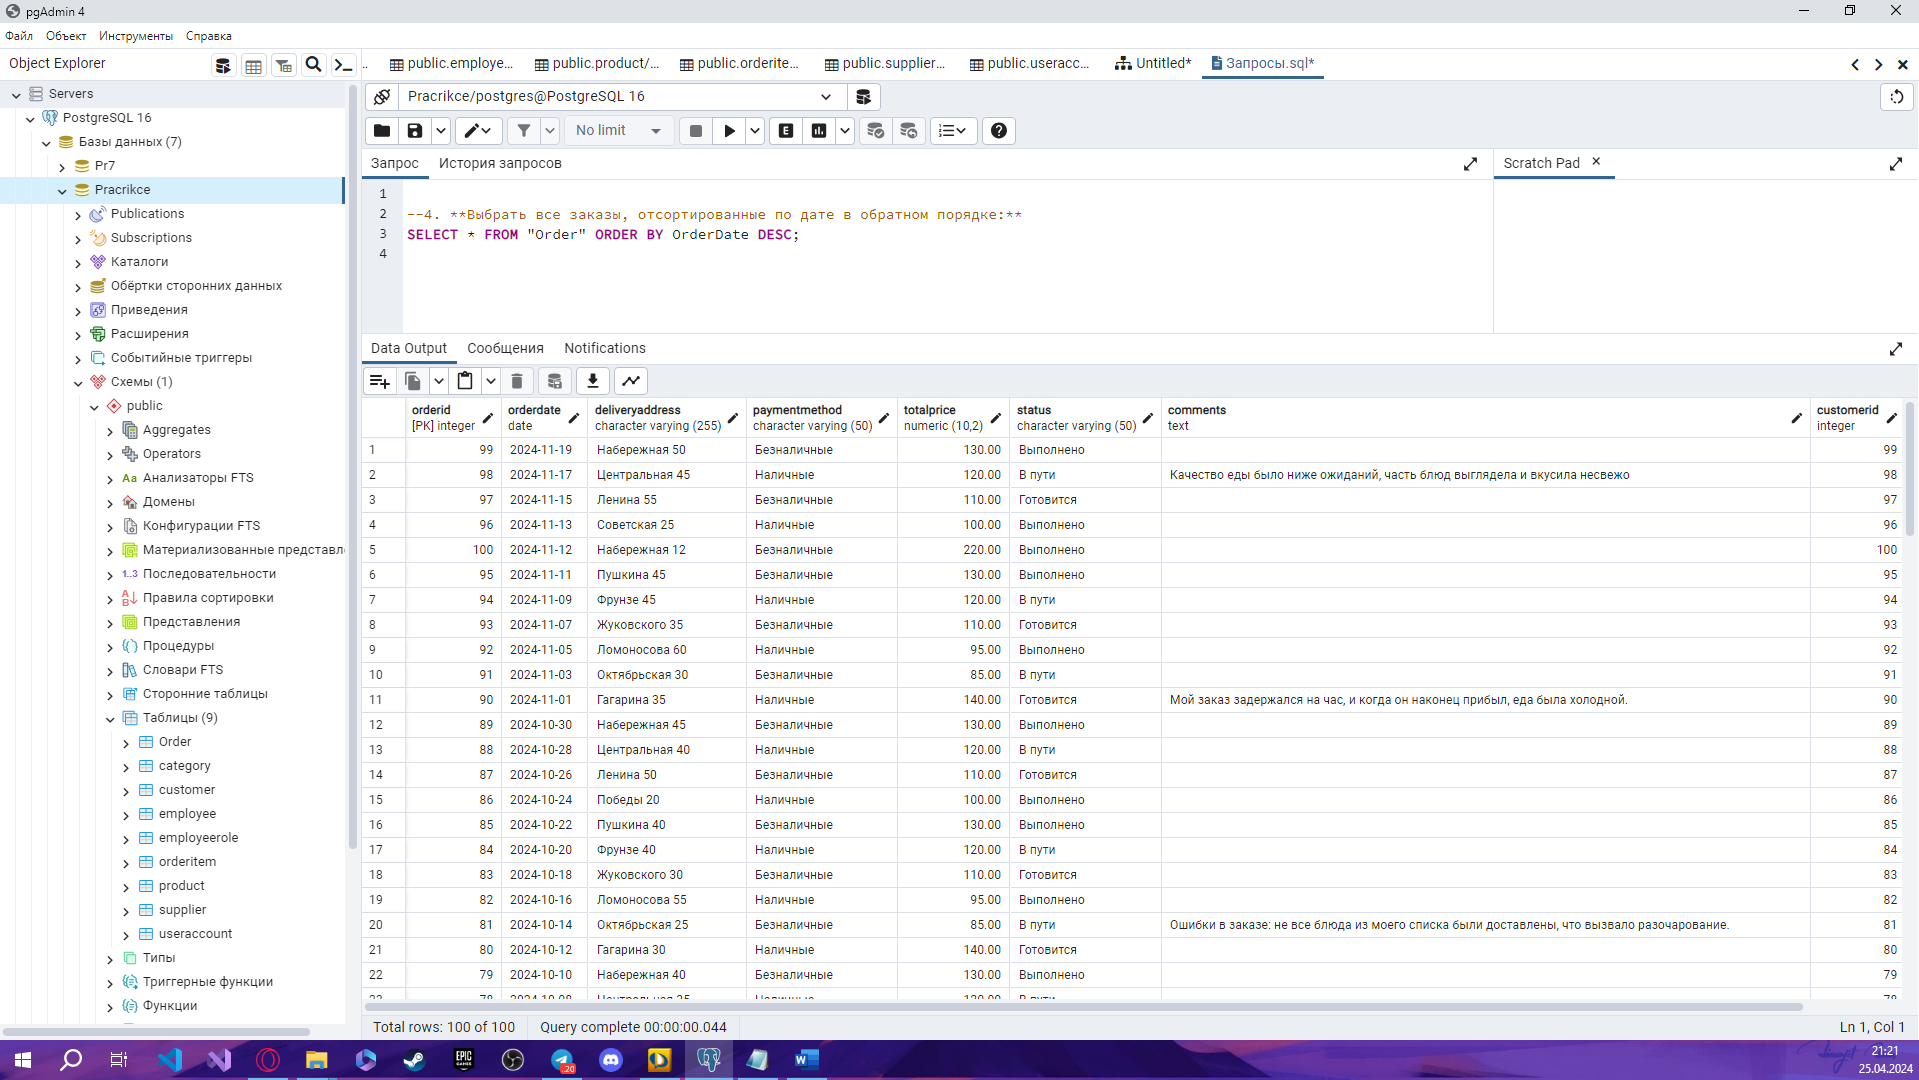 pgAdmin 4
Файл Объект Инструменты Справка
Object Explorer
public.employe... public.product/... public.orderite... public.supplier... public.useracc... Untitled* Запросы.sql*
Servers
PostgreSQL 16
Базы данных (7)
Pr7
Pracrikce
Publications
Subscriptions
Каталоги
Обёртки сторонних данных
Приведения
Расширения
Событийные триггеры
Схемы (1)
public
Aggregates
Operators
Анализаторы FTS
Домены
Конфигурации FTS
Материализованные представл
Последовательности
Правила сортировки
Представления
Процедуры
Словари FTS
Сторонние таблицы
Таблицы (9)
Order
category
customer
employee
employeerole
orderitem
product
supplier
useraccount
Типы
Триггерные функции
Функции
Pracrikce/postgres@PostgreSQL 16
No limit
Запрос История запросов
Scratch Pad
1
2 --4. **Выбрать все заказы, отсортированные по дате в обратном порядке:**
3 SELECT * FROM "Order" ORDER BY OrderDate DESC;
4
Data Output Сообщения Notifications
orderid orderdate deliveryaddress paymentmethod totalprice status comments customerid
[PK] integer date character varying (255) character varying (50) numeric (10,2) character varying (50) text integer
1 99 2024-11-19 Набережная 50 Безналичные 130.00 Выполнено 99
2 98 2024-11-17 Центральная 45 Наличные 120.00 В пути Качество еды было ниже ожиданий, часть блюд выглядела и вкусила несвежо 98
3 97 2024-11-15 Ленина 55 Безналичные 110.00 Готовится 97
4 96 2024-11-13 Советская 25 Наличные 100.00 Выполнено 96
5 100 2024-11-12 Набережная 12 Безналичные 220.00 Выполнено 100
6 95 2024-11-11 Пушкина 45 Безналичные 130.00 Выполнено 95
7 94 2024-11-09 Фрунзе 45 Наличные 120.00 В пути 94
8 93 2024-11-07 Жуковского 35 Безналичные 110.00 Готовится 93
9 92 2024-11-05 Ломоносова 60 Наличные 95.00 Выполнено 92
10 91 2024-11-03 Октябрьская 30 Безналичные 85.00 В пути 91
11 90 2024-11-01 Гагарина 35 Наличные 140.00 Готовится Мой заказ задержался на час, и когда он наконец прибыл, еда была холодной. 90
12 89 2024-10-30 Набережная 45 Безналичные 130.00 Выполнено 89
13 88 2024-10-28 Центральная 40 Наличные 120.00 В пути 88
14 87 2024-10-26 Ленина 50 Безналичные 110.00 Готовится 87
15 86 2024-10-24 Победы 20 Наличные 100.00 Выполнено 86
16 85 2024-10-22 Пушкина 40 Безналичные 130.00 Выполнено 85
17 84 2024-10-20 Фрунзе 40 Наличные 120.00 В пути 84
18 83 2024-10-18 Жуковского 30 Безналичные 110.00 Готовится 83
19 82 2024-10-16 Ломоносова 55 Наличные 95.00 Выполнено 82
20 81 2024-10-14 Октябрьская 25 Безналичные 85.00 В пути Ошибки в заказе: не все блюда из моего списка были доставлены, что вызвало разочарование. 81
21 80 2024-10-12 Гагарина 30 Наличные 140.00 Готовится 80
22 79 2024-10-10 Набережная 40 Безналичные 130.00 Выполнено 79
Total rows: 100 of 100 Query complete 00:00:00.044 Ln 1, Col 1
21:21
25.04.2024